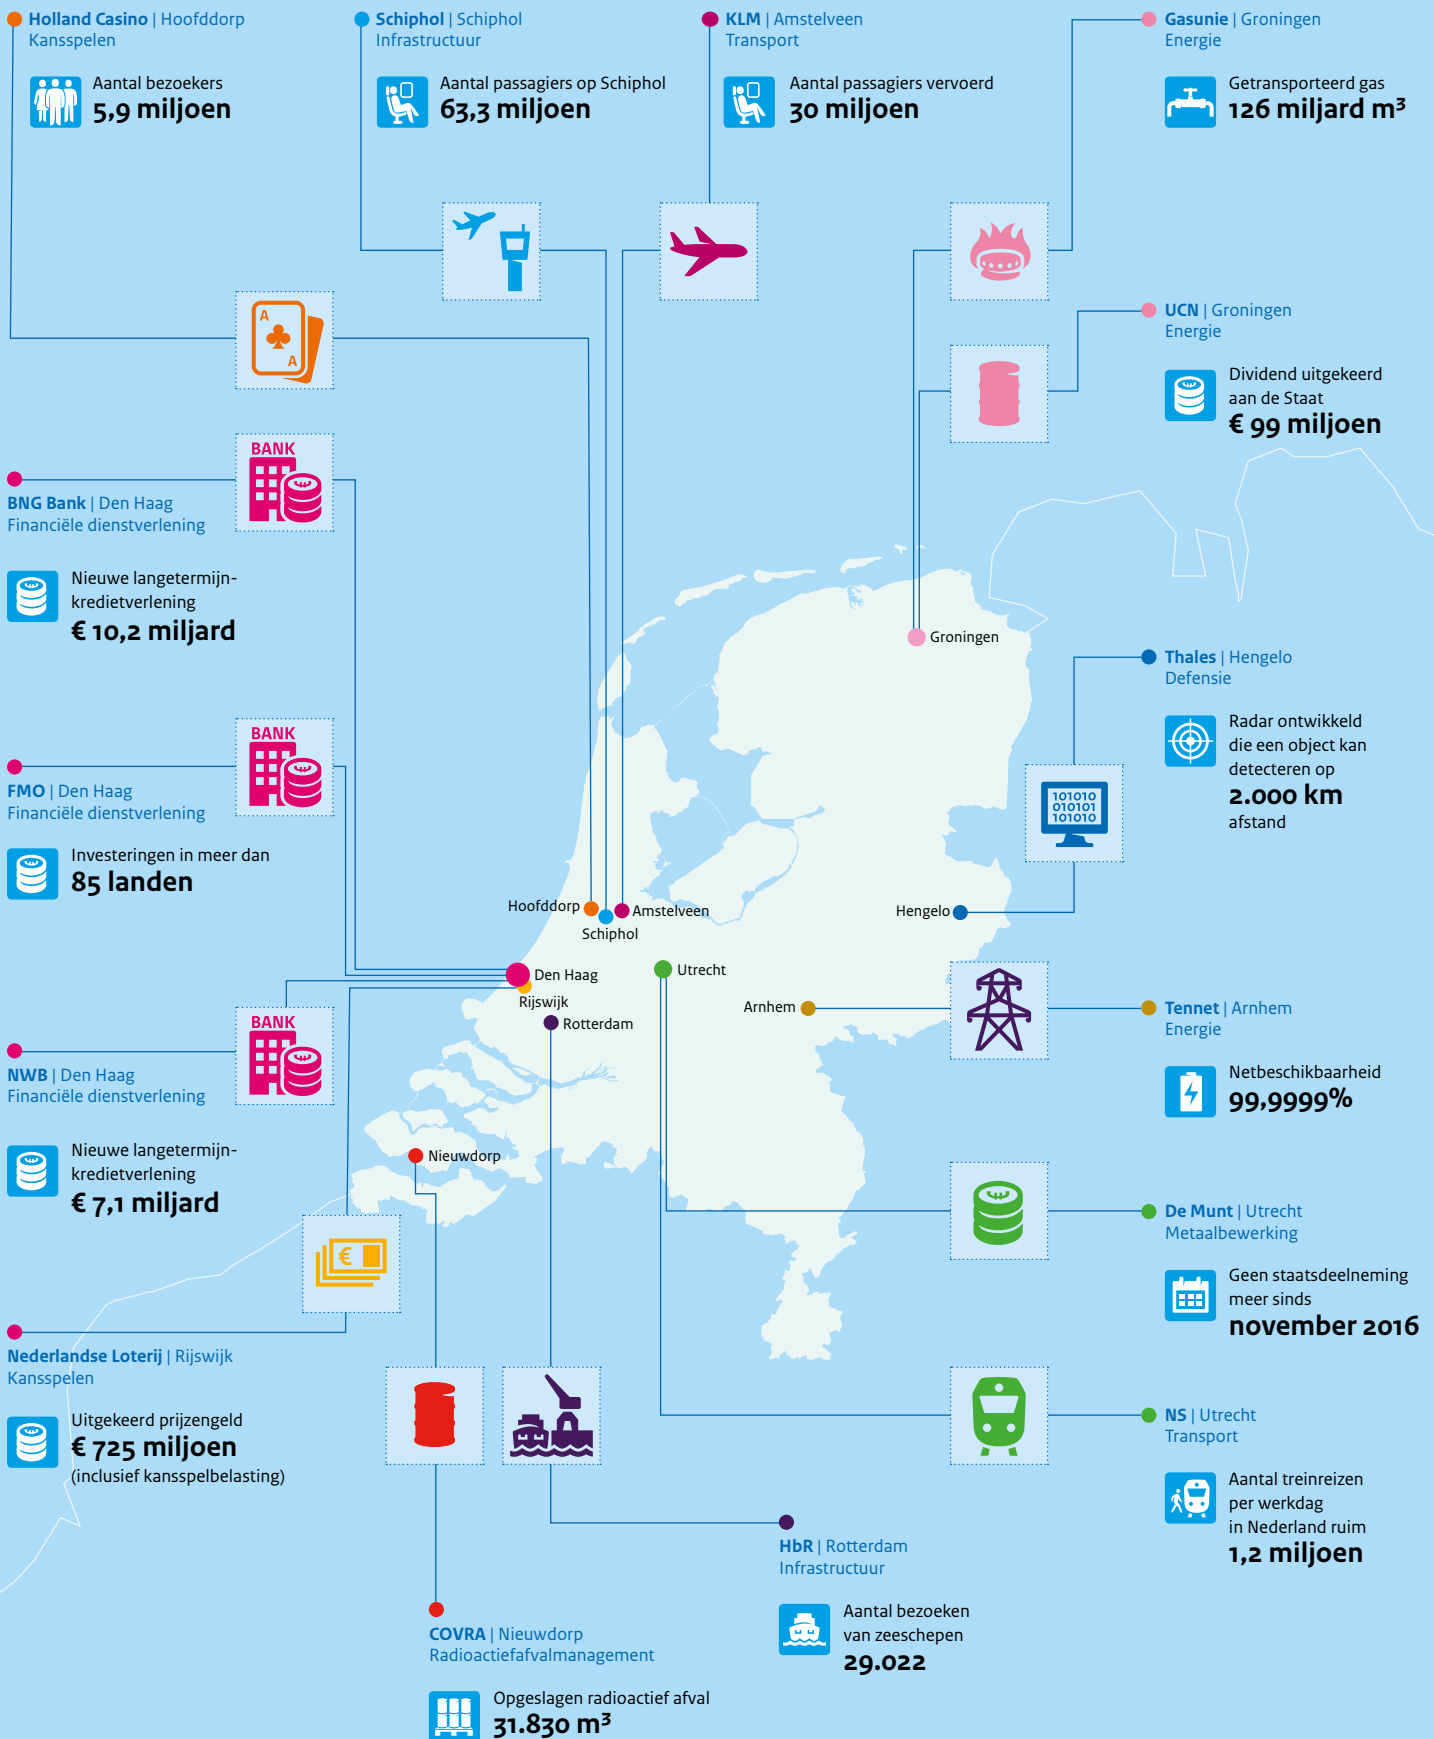 Holland Casino | Hoofddorp
Kansspelen
Aantal bezoekers
5,9 miljoen
Schiphol | Schiphol
Infrastructuur
Aantal passagiers op Schiphol
63,3 miljoen
KLM | Amstelveen
Transport
Aantal passagiers vervoerd
30 miljoen
Gasunie | Groningen
Energie
Getransporteerd gas
126 miljard m³
A
A
UCN | Groningen
Energie
Dividend uitgekeerd
aan de Staat
€ 99 miljoen
BANK
BNG Bank | Den Haag
Financiële dienstverlening
Nieuwe langetermijn-
kredietverlening
€ 10,2 miljard
Groningen
Thales | Hengelo
Defensie
Radar ontwikkeld
die een object kan
detecteren op
2.000 km
afstand
101010
010101
101010
BANK
FMO | Den Haag
Financiële dienstverlening
Investeringen in meer dan
85 landen
Hoofddorp
Amstelveen
Schiphol
Hengelo
Den Haag
Utrecht
Rijswijk
Rotterdam
Arnhem
Tennet | Arnhem
Energie
Netbeschikbaarheid
99,9999%
BANK
NWB | Den Haag
Financiële dienstverlening
Nieuwe langetermijn-
kredietverlening
€ 7,1 miljard
Nieuwdorp
De Munt | Utrecht
Metaalbewerking
Geen staatsdeelneming
meer sinds
november 2016
€
Nederlandse Loterij | Rijswijk
Kansspelen
Uitgekeerd prijzengeld
€ 725 miljoen
(inclusief kansspelbelasting)
NS | Utrecht
Transport
Aantal treinreizen
per werkdag
in Nederland ruim
1,2 miljoen
HbR | Rotterdam
Infrastructuur
Aantal bezoeken
van zeeschepen
29.022
COVRA | Nieuwdorp
Radioactiefafvalmanagement
Opgeslagen radioactief afval
31.830 m³